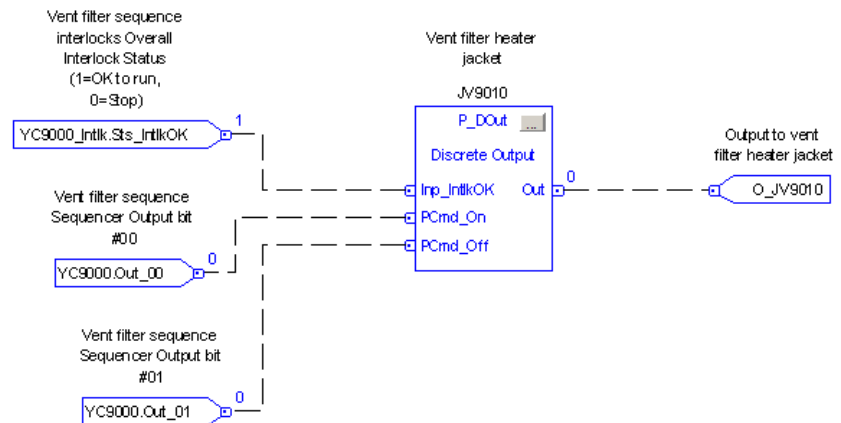 Vent filter sequence
interlocks Overall
Interlock Status
(1=OK to run,
0=Stop)
1
YC9000_Intlk.Sts_IntlkOK
Vent filter sequence
Sequencer Output bit
#00
0
YC9000.Out_00
Vent filter sequence
Sequencer Output bit
#01
0
YC9000.Out_01
Vent filter heater
jacket
JV9010
P_DOut ...
Discrete Output
Inp_IntlkOK Out
PCmd_On
PCmd_Off
0
Output to vent
filter heater jacket
O_JV9010